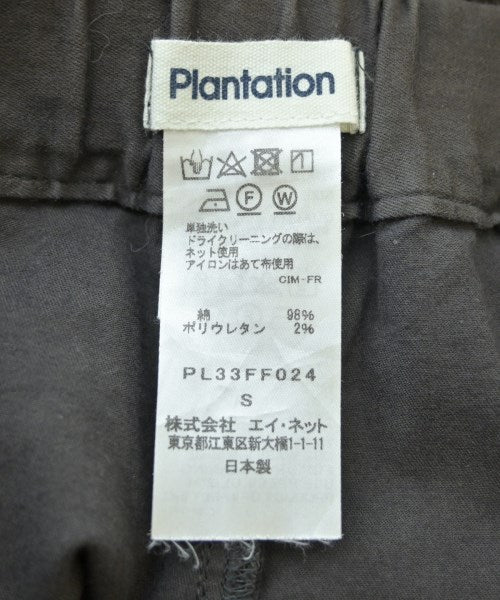 Plantation
F W
単独洗い
ドライクリーニングの際は、
ネット使用
アイロンはあて布使用
CIM-FR
綿 98%
ポリウレタン 2%
PL33FF024
S
株式会社 エイ・ネット
東京都江東区新大橋1-1-11
日本製